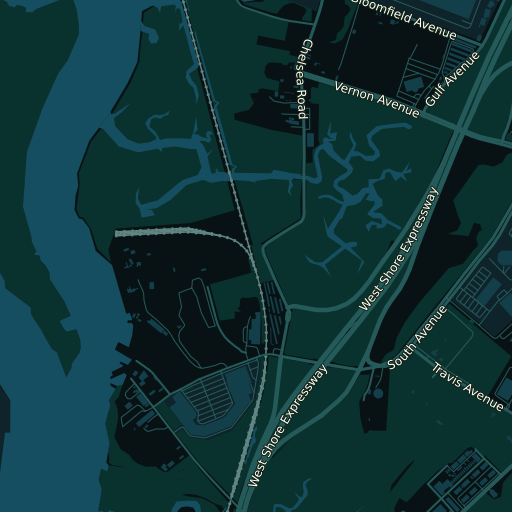 Bloomfield Avenue
Gulf Avenue
Chelsea Road
Vernon Avenue
West Shore Expressway
South Avenue
Travis Avenue
West Shore Expressway